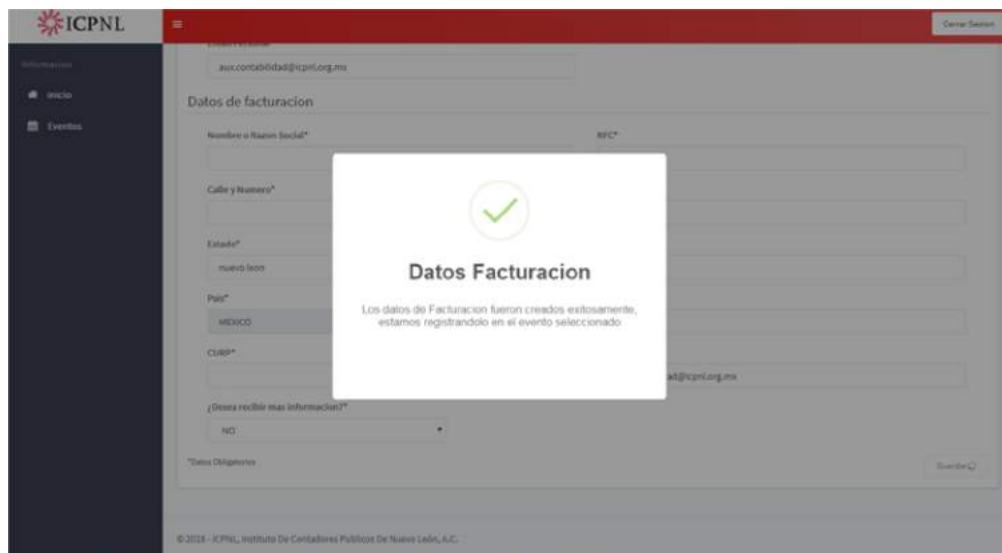 ICPNL
Cerrar Sesion
Informacion
aux.contabilidad@icpnl.org.mx
inicio
Datos de facturacion
Eventos
Nombre o Razon Social*
RFC*
Calle y Numero*
Estado*
nuevo leon
Datos Facturacion
Pais*
Los datos de Facturacion fueron creados exitosamente,
estamos registrandolo en el evento seleccionado
MEXICO
CURP*
ad@icpnl.org.mx
¿Desea recibir mas informacion?*
NO
*Datos Obligatorios
Guardar
© 2018 - ICPNL, Instituto De Contadores Publicos De Nuevo León, A.C.